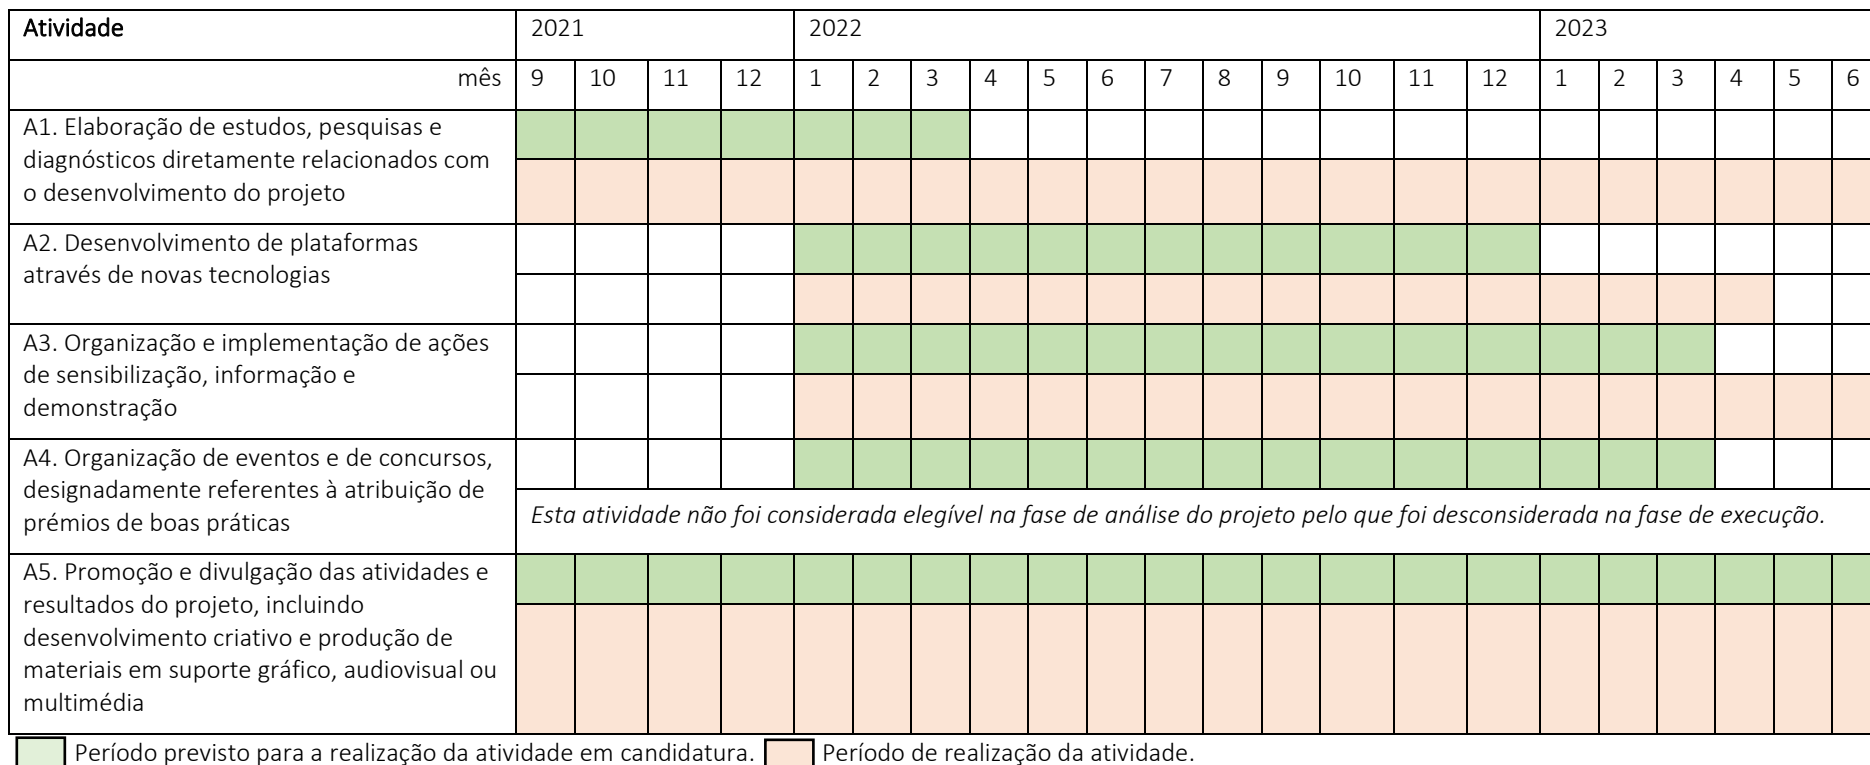 Atividade 2021 2022 2023
mês 9 10 11 12 1 2 3 4 5 6 7 8 9 10 11 12 1 2 3 4 5 6
A1. Elaboração de estudos, pesquisas e
diagnósticos diretamente relacionados com
o desenvolvimento do projeto
A2. Desenvolvimento de plataformas
através de novas tecnologias
A3. Organização e implementação de ações
de sensibilização, informação e
demonstração
A4. Organização de eventos e de concursos,
designadamente referentes à atribuição de
prémios de boas práticas
Esta atividade não foi considerada elegível na fase de análise do projeto pelo que foi desconsiderada na fase de execução.
A5. Promoção e divulgação das atividades e
resultados do projeto, incluindo
desenvolvimento criativo e produção de
materiais em suporte gráfico, audiovisual ou
multimédia
Período previsto para a realização da atividade em candidatura. Período de realização da atividade.